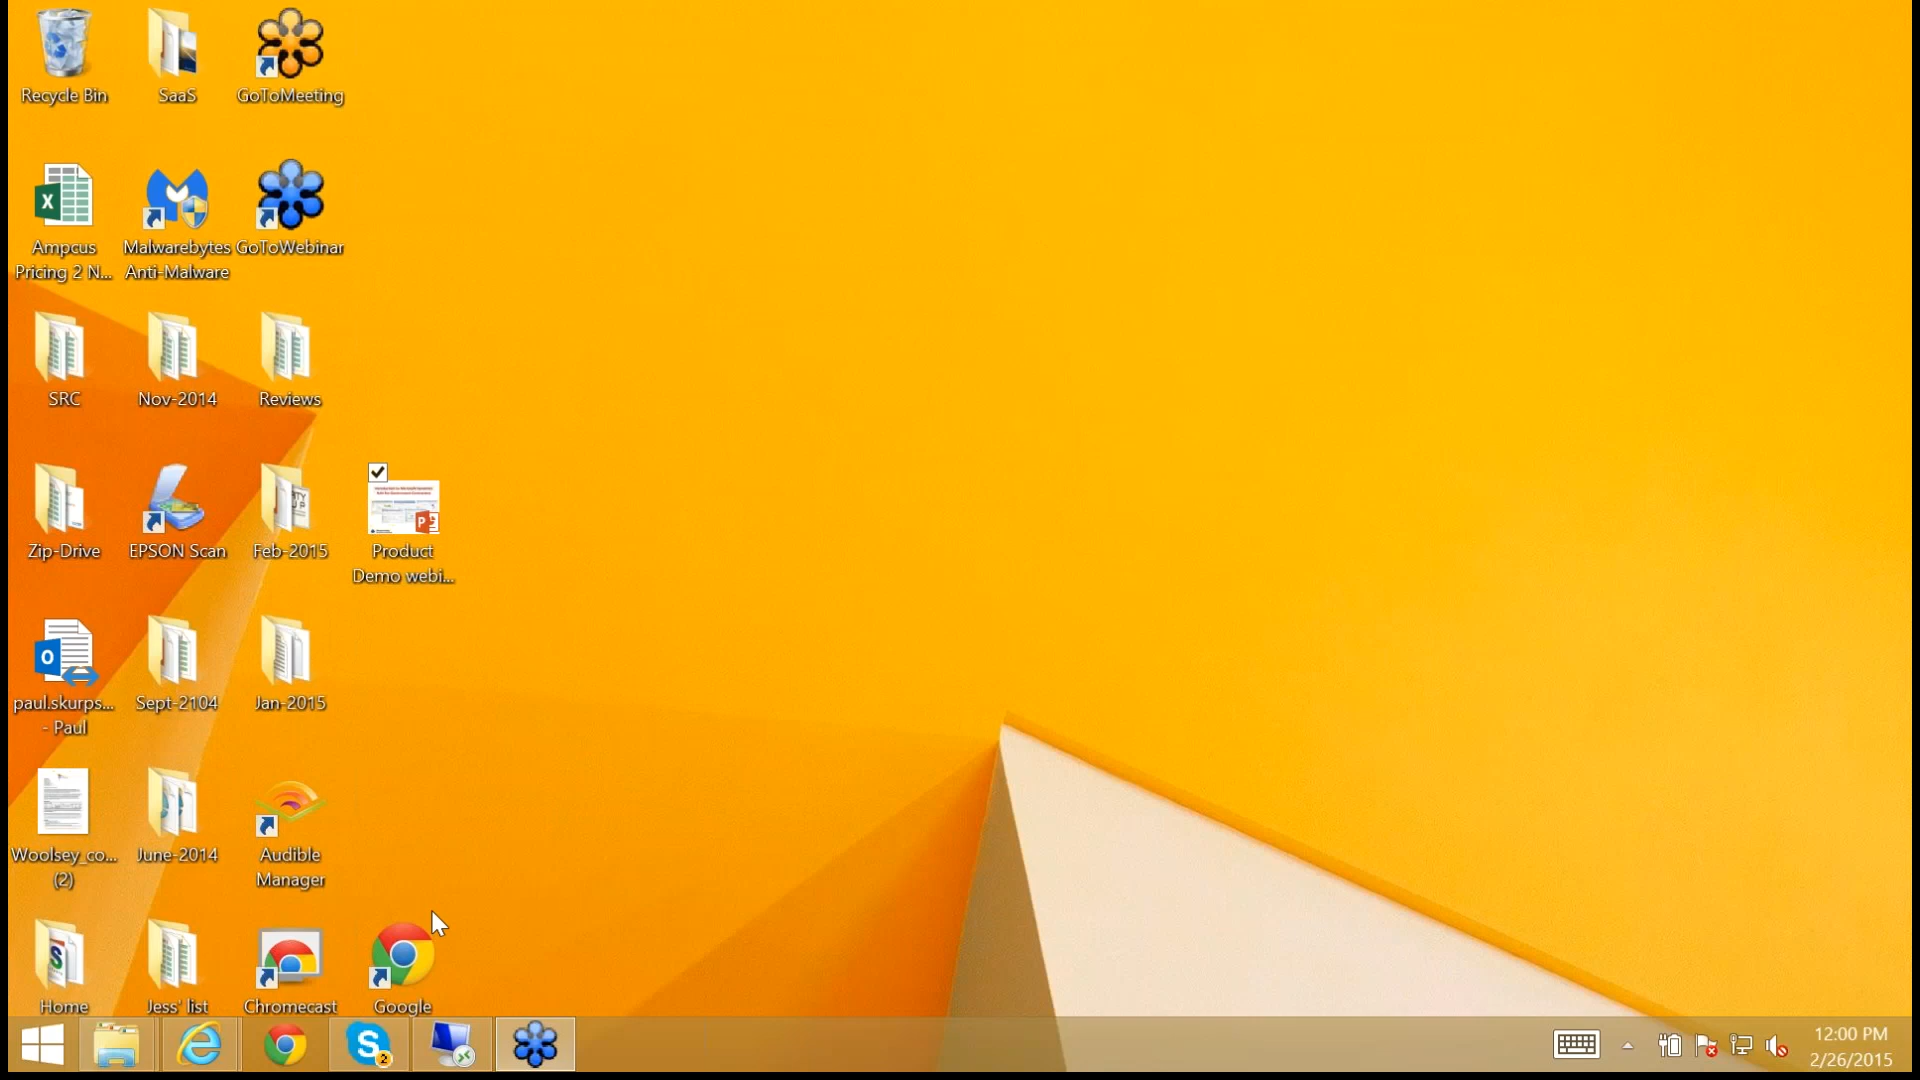 Recycle Bin
SaaS
GoToMeeting
Ampcus
Pricing 2 N...
Malwarebytes
Anti-Malware
GoToWebinar
SRC
Nov-2014
Reviews
Zip-Drive
EPSON Scan
Feb-2015
Product
Demo webi...
paul.skurps...
- Paul
Sept-2104
Jan-2015
Woolsey_co...
(2)
June-2014
Audible
Manager
Home
Jess' list
Chromecast
Google
12:00 PM
2/26/2015